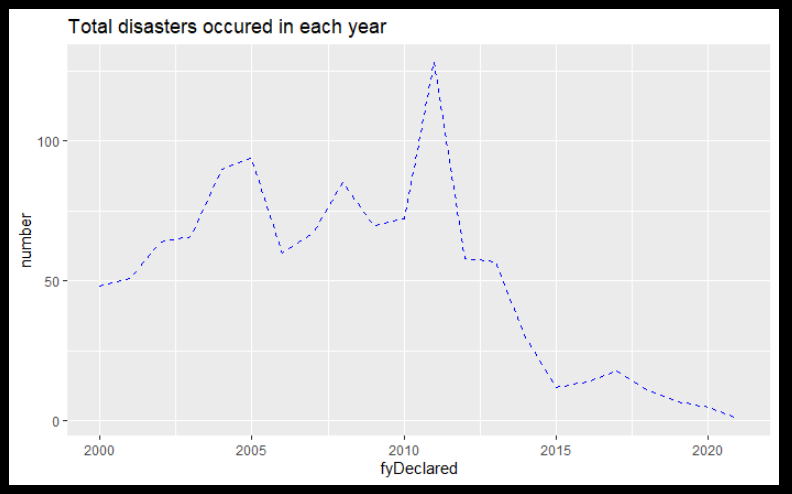 Total disasters occured in each year
number
100
50
0
2000 2005 2010 2015 2020
fyDeclared